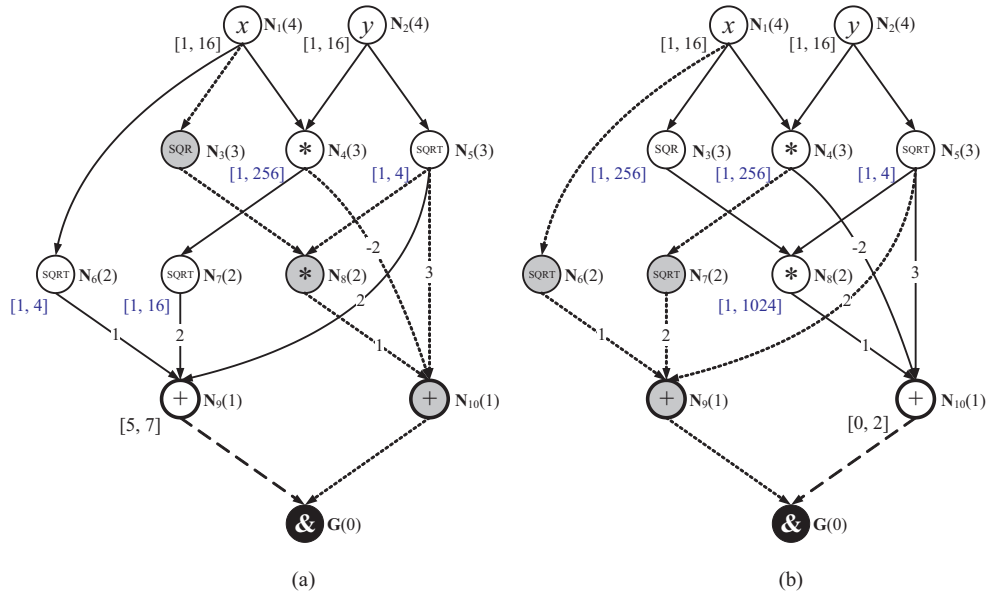 x N₁(4) y N₂(4)
[1, 16] [1, 16]
SQR N₃(3) * N₄(3) SQRT N₅(3)
[1, 256] [1, 4]
-2
SQRT N₆(2) SQRT N₇(2) * N₈(2) 3
[1, 4] [1, 16] 2
1 2 1
+ N₉(1) + N₁₀(1)
[5, 7]
& G(0)
(a)
x N₁(4) y N₂(4)
[1, 16] [1, 16]
SQR N₃(3) * N₄(3) SQRT N₅(3)
[1, 256] [1, 256] [1, 4]
-2
SQRT N₆(2) SQRT N₇(2) * N₈(2) 3
[1, 1024] 2
1 2 1
+ N₉(1) + N₁₀(1)
[0, 2]
& G(0)
(b)